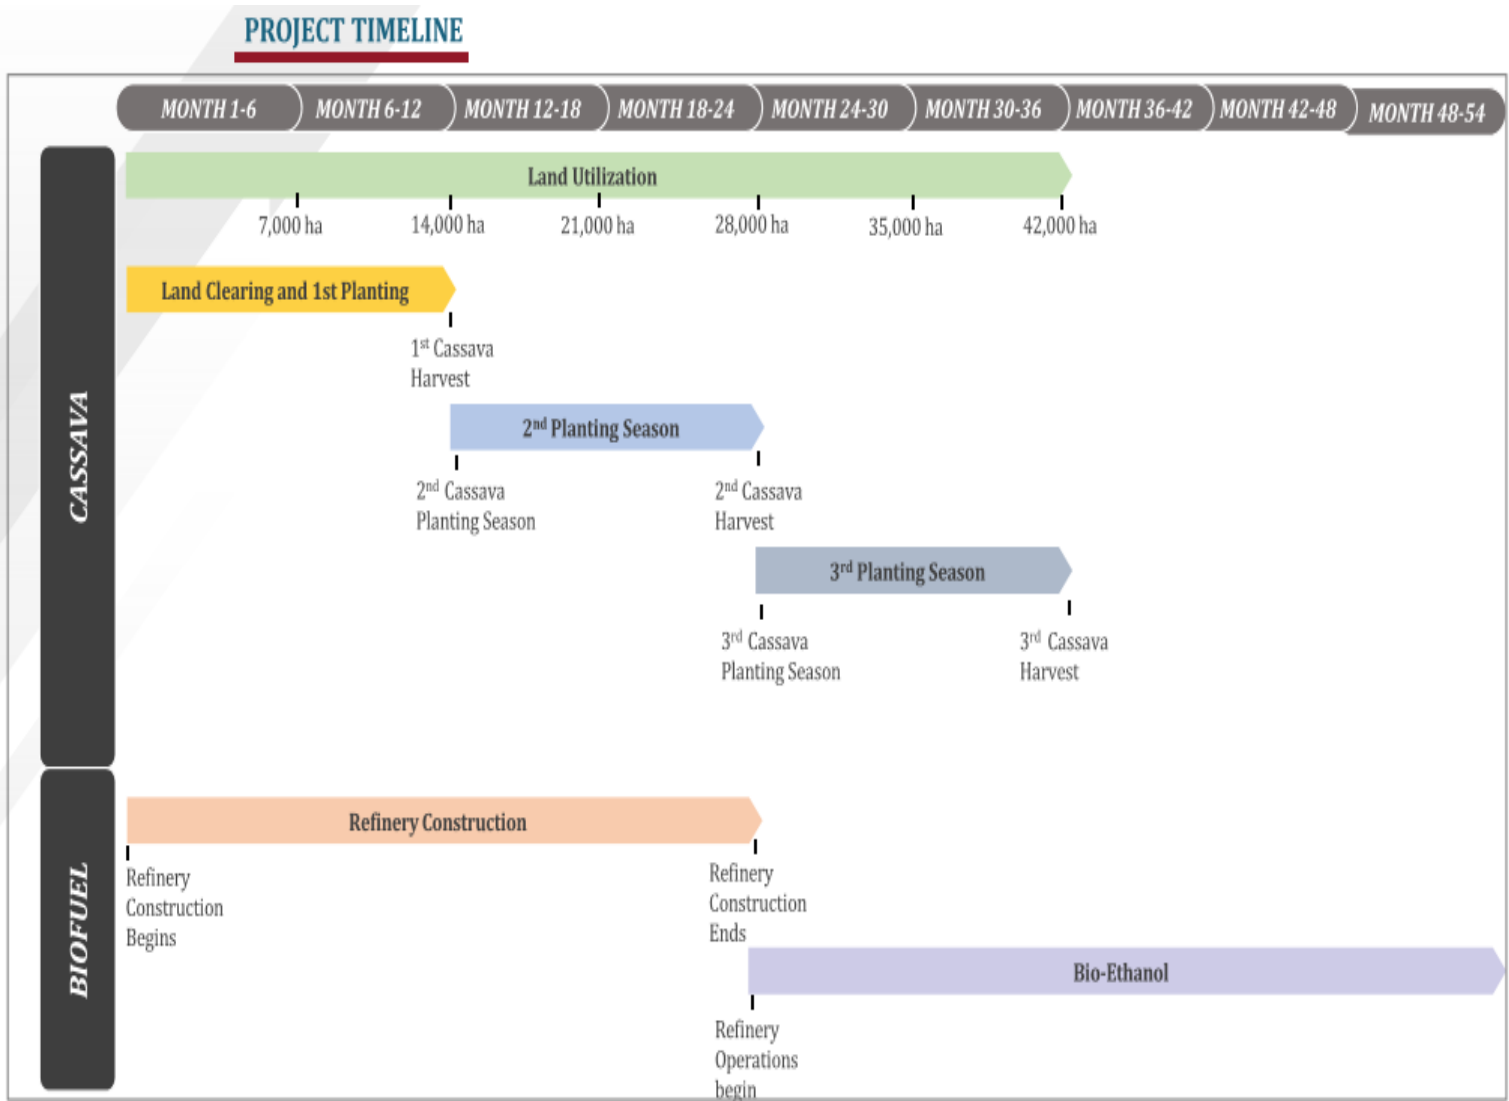 PROJECT TIMELINE
MONTH 1-6
MONTH 6-12
MONTH 12-18
MONTH 18-24
MONTH 24-30
MONTH 30-36
MONTH 36-42
MONTH 42-48
MONTH 48-54
CASSAVA
Land Utilization
7,000 ha
14,000 ha
21,000 ha
28,000 ha
35,000 ha
42,000 ha
Land Clearing and 1st Planting
1st Cassava
Harvest
2nd Planting Season
2nd Cassava
Planting Season
2nd Cassava
Harvest
3rd Planting Season
3rd Cassava
Planting Season
3rd Cassava
Harvest
BIOFUEL
Refinery Construction
Refinery
Construction
Begins
Refinery
Construction
Ends
Bio-Ethanol
Refinery
Operations
begin